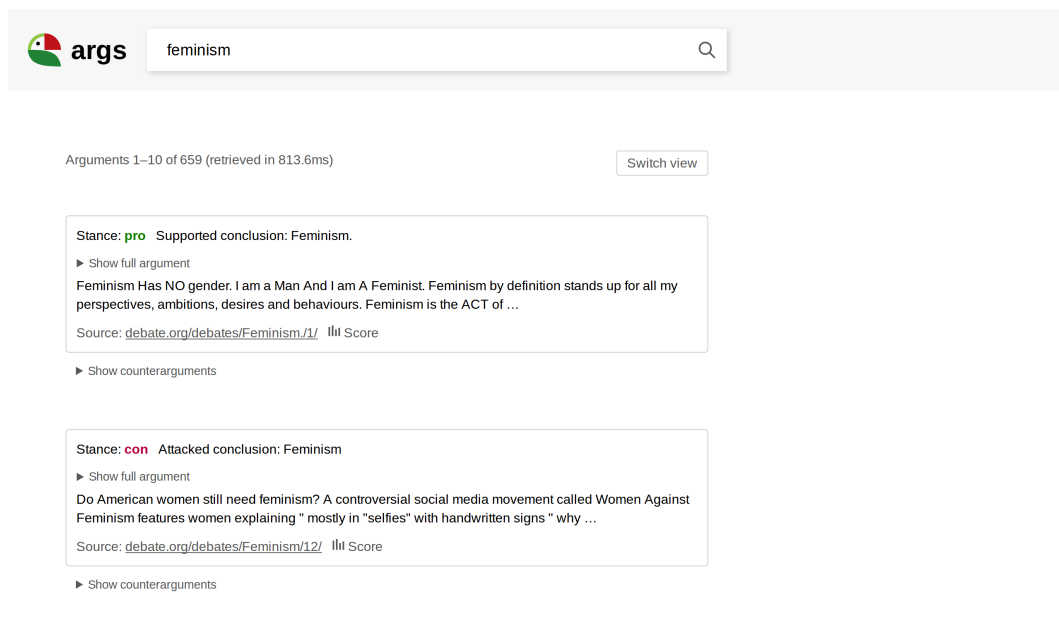 args
feminism
Arguments 1–10 of 659 (retrieved in 813.6ms)
Switch view
Stance: pro Supported conclusion: Feminism.
Show full argument
Feminism Has NO gender. I am a Man And I am A Feminist. Feminism by definition stands up for all my
perspectives, ambitions, desires and behaviours. Feminism is the ACT of …
Source: debate.org/debates/Feminism./1/ Score
Show counterarguments
Stance: con Attacked conclusion: Feminism
Show full argument
Do American women still need feminism? A controversial social media movement called Women Against
Feminism features women explaining " mostly in "selfies" with handwritten signs " why …
Source: debate.org/debates/Feminism/12/ Score
Show counterarguments